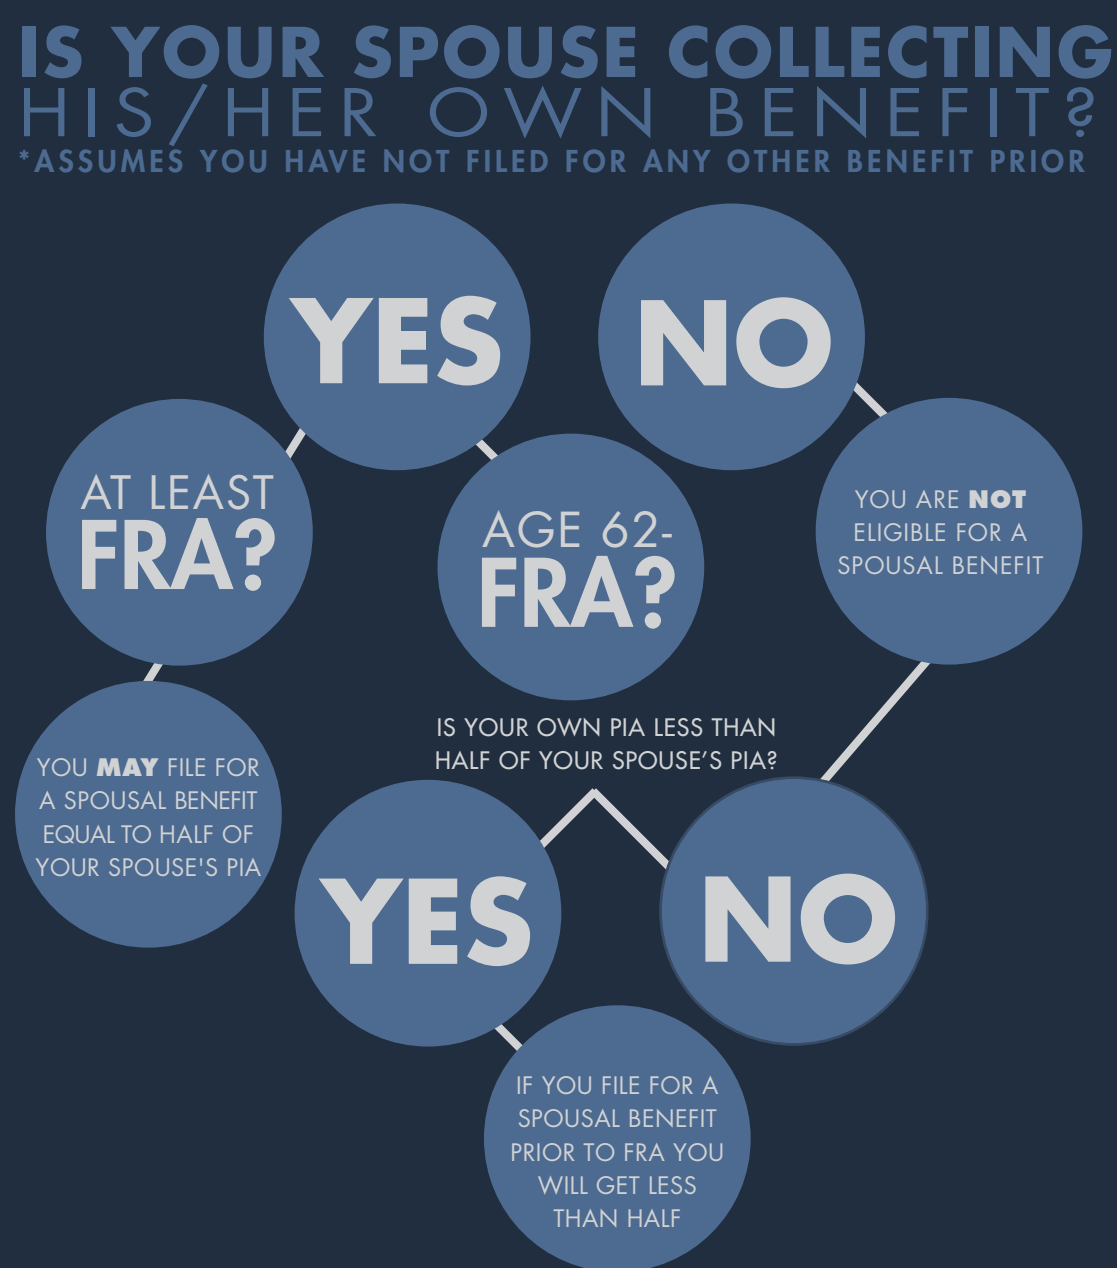 IS YOUR SPOUSE COLLECTING
HIS/HER OWN BENEFIT?
*ASSUMES YOU HAVE NOT FILED FOR ANY OTHER BENEFIT PRIOR
YES
NO
AT LEAST
FRA?
AGE 62-
FRA?
YOU ARE NOT
ELIGIBLE FOR A
SPOUSAL BENEFIT
YOU MAY FILE FOR
A SPOUSAL BENEFIT
EQUAL TO HALF OF
YOUR SPOUSE'S PIA
IS YOUR OWN PIA LESS THAN
HALF OF YOUR SPOUSE’S PIA?
YES
NO
IF YOU FILE FOR A
SPOUSAL BENEFIT
PRIOR TO FRA YOU
WILL GET LESS
THAN HALF